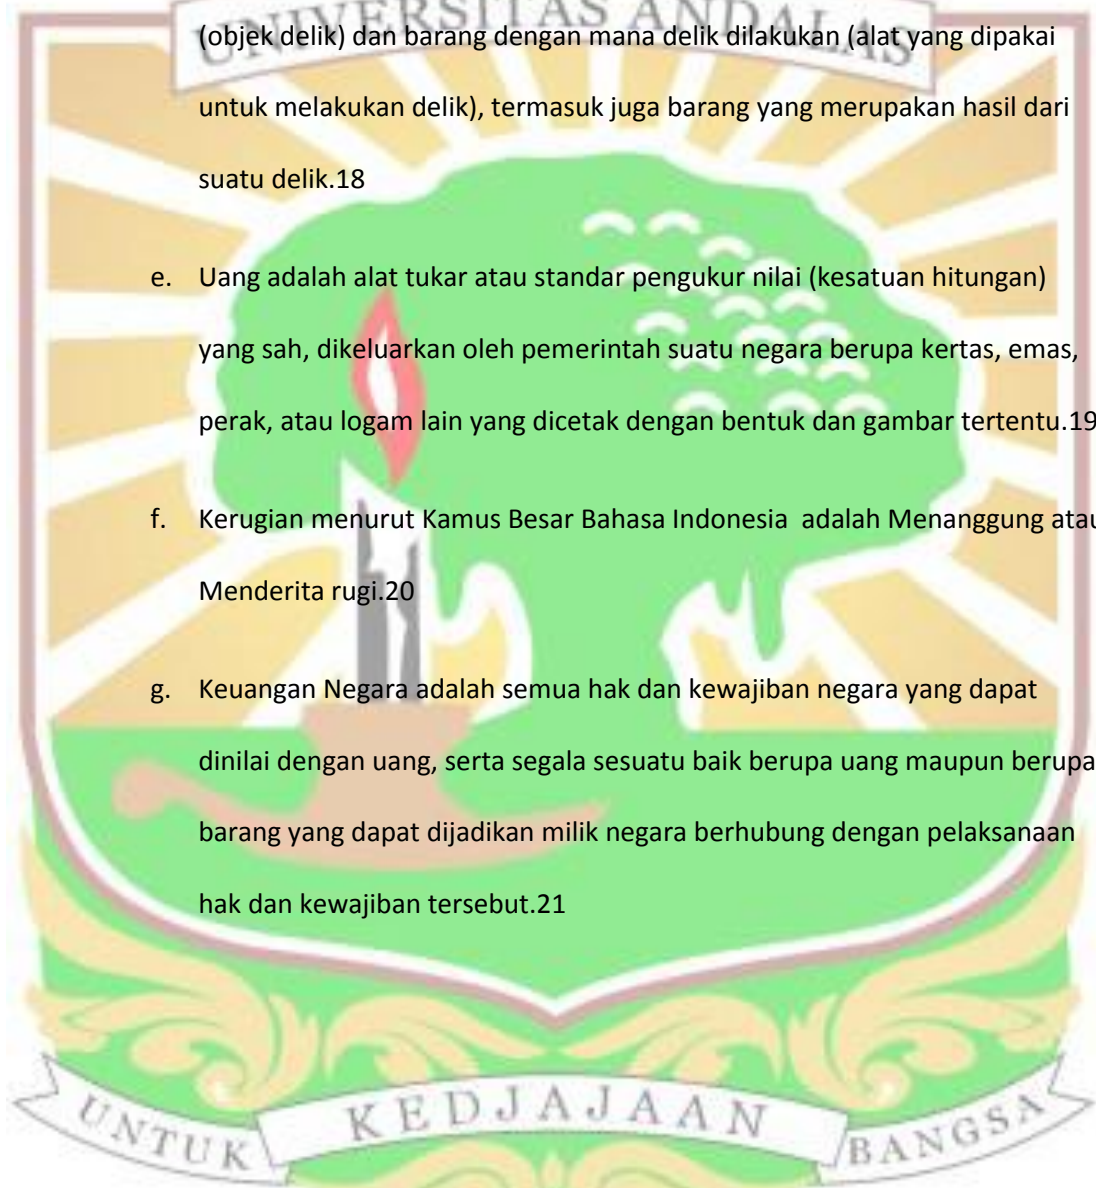 UNIVERSITAS ANDALAS
(objek delik) dan barang dengan mana delik dilakukan (alat yang dipakai
untuk melakukan delik), termasuk juga barang yang merupakan hasil dari
suatu delik.18
e. Uang adalah alat tukar atau standar pengukur nilai (kesatuan hitungan)
yang sah, dikeluarkan oleh pemerintah suatu negara berupa kertas, emas,
perak, atau logam lain yang dicetak dengan bentuk dan gambar tertentu.19
f. Kerugian menurut Kamus Besar Bahasa Indonesia adalah Menanggung atau
Menderita rugi.20
g. Keuangan Negara adalah semua hak dan kewajiban negara yang dapat
dinilai dengan uang, serta segala sesuatu baik berupa uang maupun berupa
barang yang dapat dijadikan milik negara berhubung dengan pelaksanaan
hak dan kewajiban tersebut.21
UNTUK KEDJAJAAN BANGSA